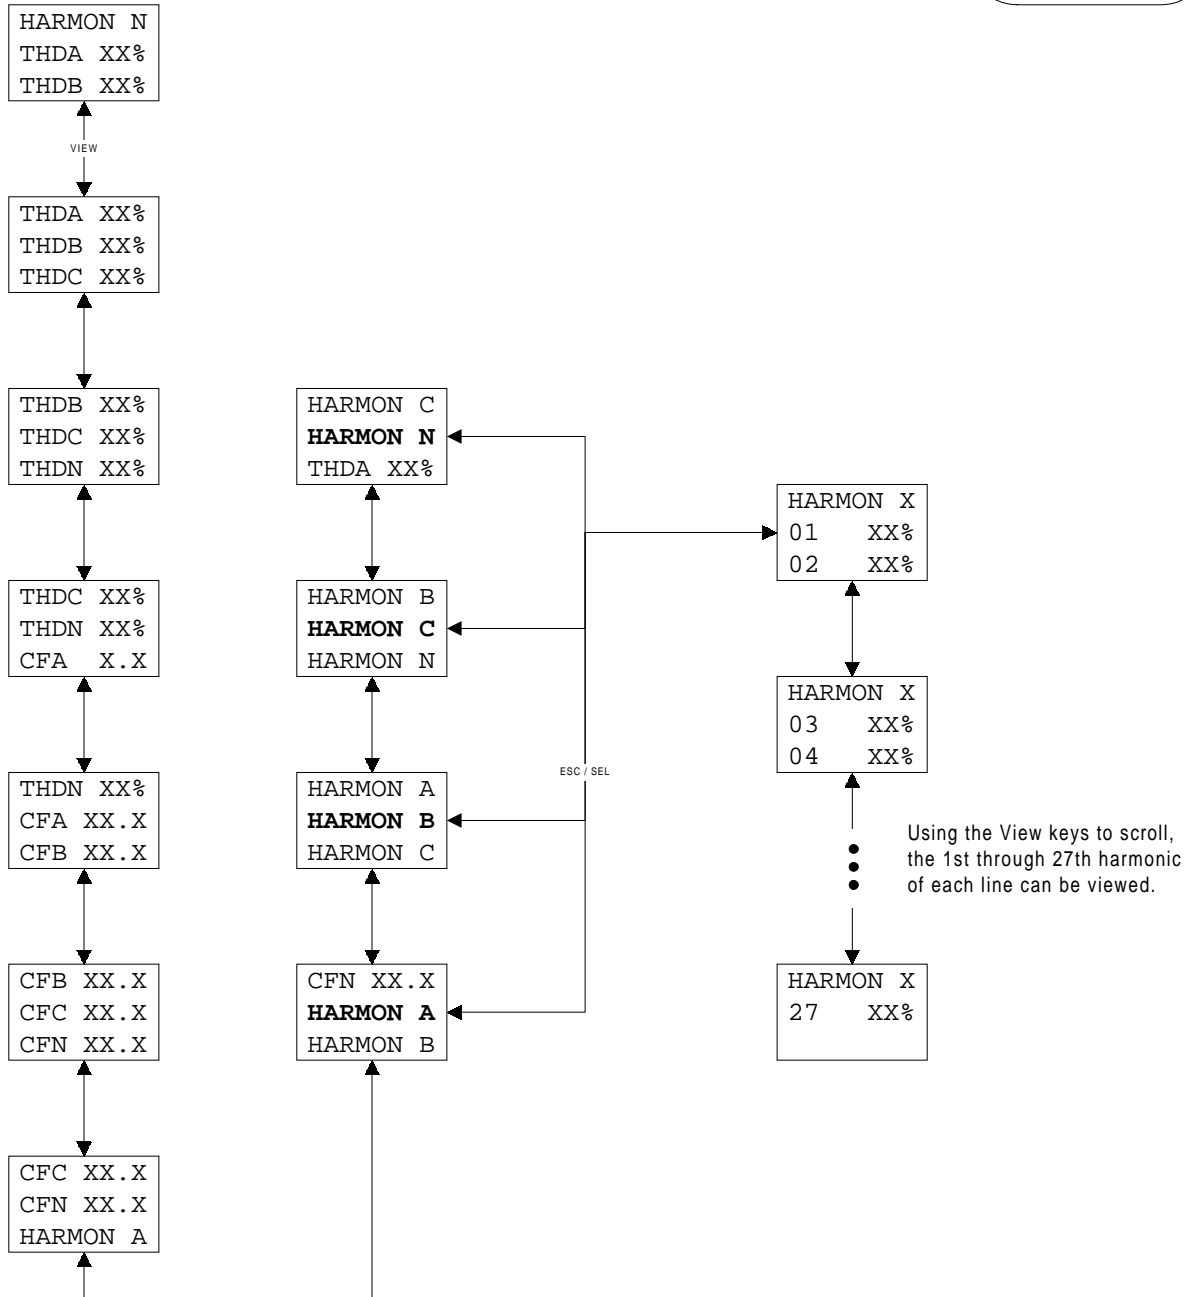 HARMON N
THDA XX%
THDB XX%
VIEW
THDA XX%
THDB XX%
THDC XX%
THDB XX%
THDC XX%
THDN XX%
THDC XX%
THDN XX%
CFA X.X
THDN XX%
CFA XX.X
CFB XX.X
CFB XX.X
CFC XX.X
CFN XX.X
CFC XX.X
CFN XX.X
HARMON A
HARMON C
HARMON N
THDA XX%
HARMON B
HARMON C
HARMON N
HARMON A
HARMON B
HARMON C
CFN XX.X
HARMON A
HARMON B
ESC / SEL
HARMON X
01 XX%
02 XX%
HARMON X
03 XX%
04 XX%
Using the View keys to scroll,
the 1st through 27th harmonic
of each line can be viewed.
HARMON X
27 XX%